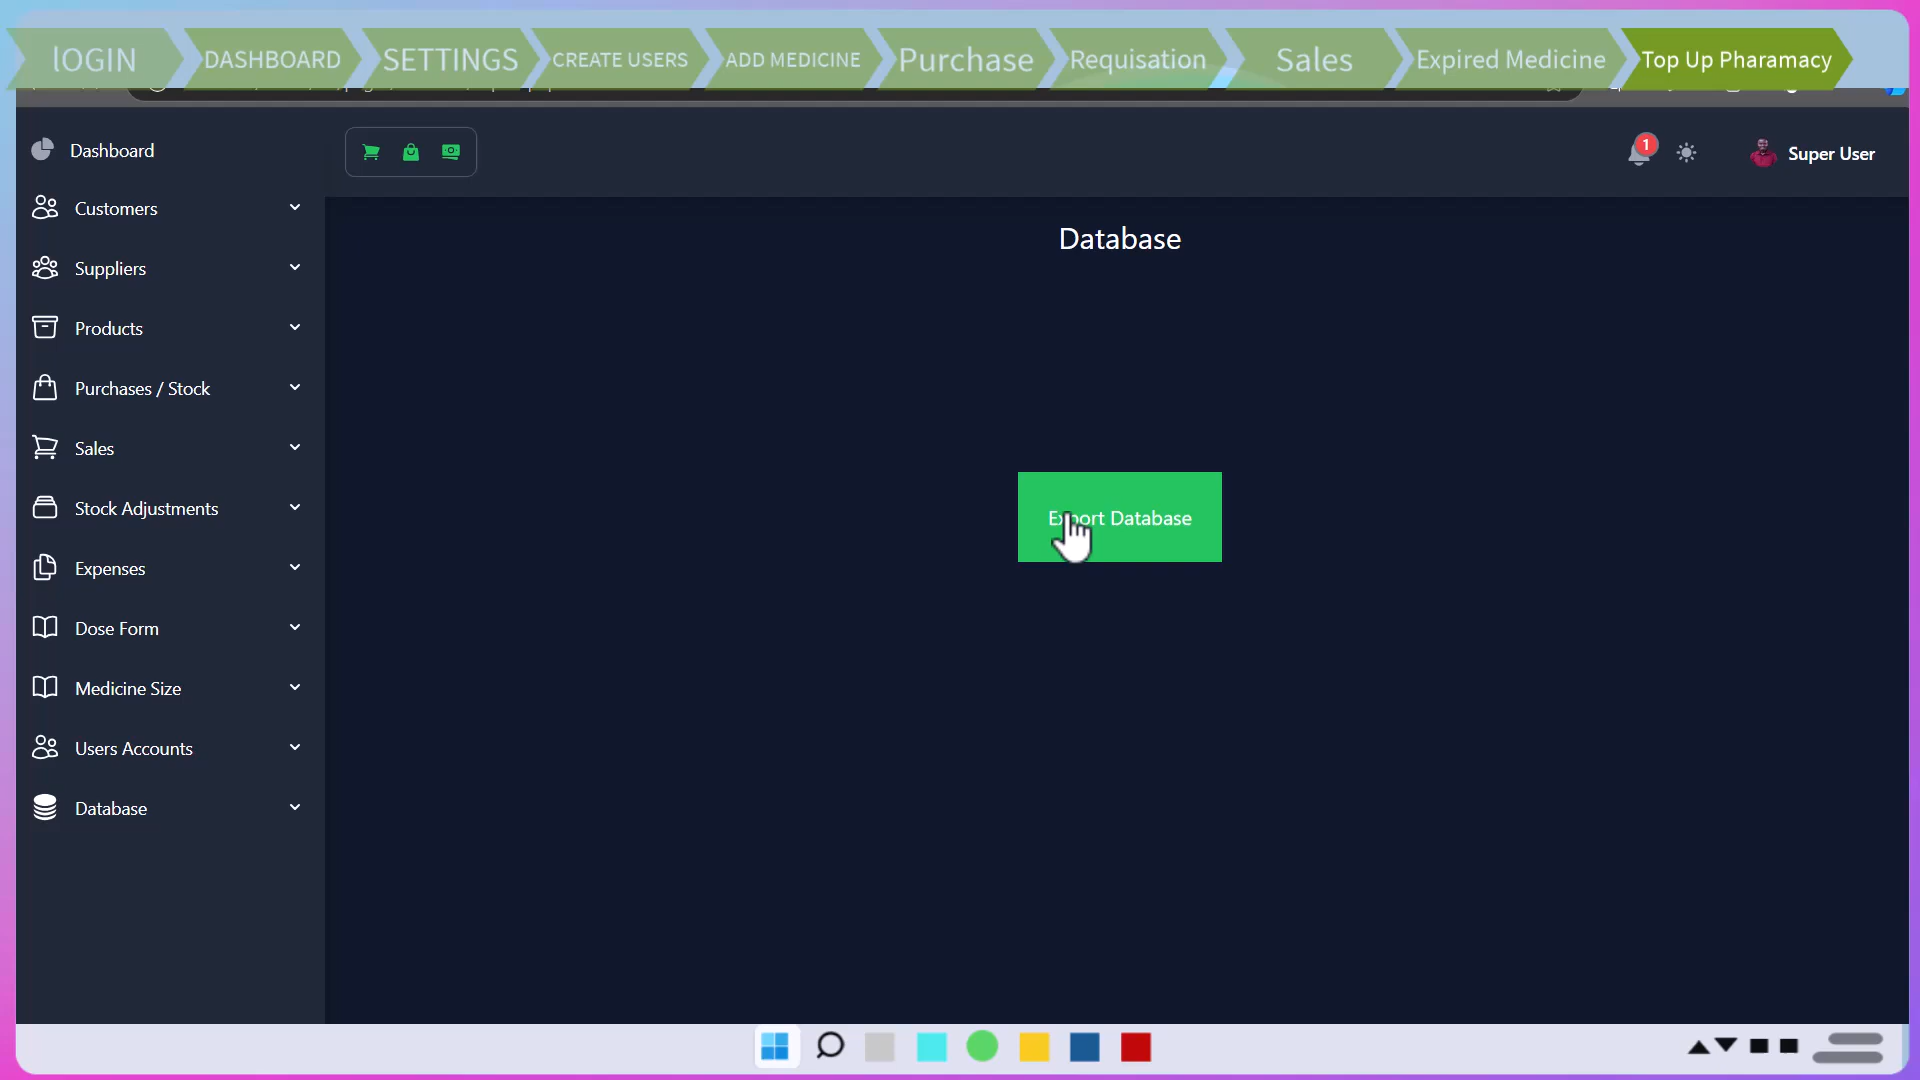 lOGIN
DASHBOARD
SETTINGS
CREATE USERS
ADD MEDICINE
Purchase
Requisation
Sales
Expired Medicine
Top Up Pharamacy
Dashboard
1
Super User
Customers
Database
Suppliers
Products
Purchases / Stock
Sales
Stock Adjustments
Export Database
Expenses
Dose Form
Medicine Size
Users Accounts
Database